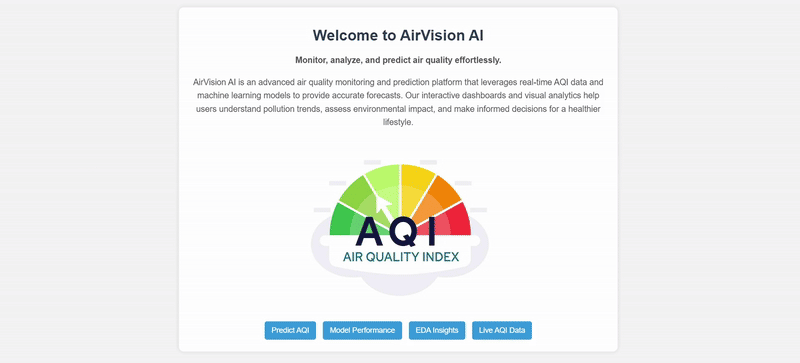 Welcome to AirVision AI
Monitor, analyze, and predict air quality effortlessly.
AirVision AI is an advanced air quality monitoring and prediction platform that leverages real-time AQI data and
machine learning models to provide accurate forecasts. Our interactive dashboards and visual analytics help
users understand pollution trends, assess environmental impact, and make informed decisions for a healthier
lifestyle.
AQI
AIR QUALITY INDEX
Predict AQI
Model Performance
EDA Insights
Live AQI Data